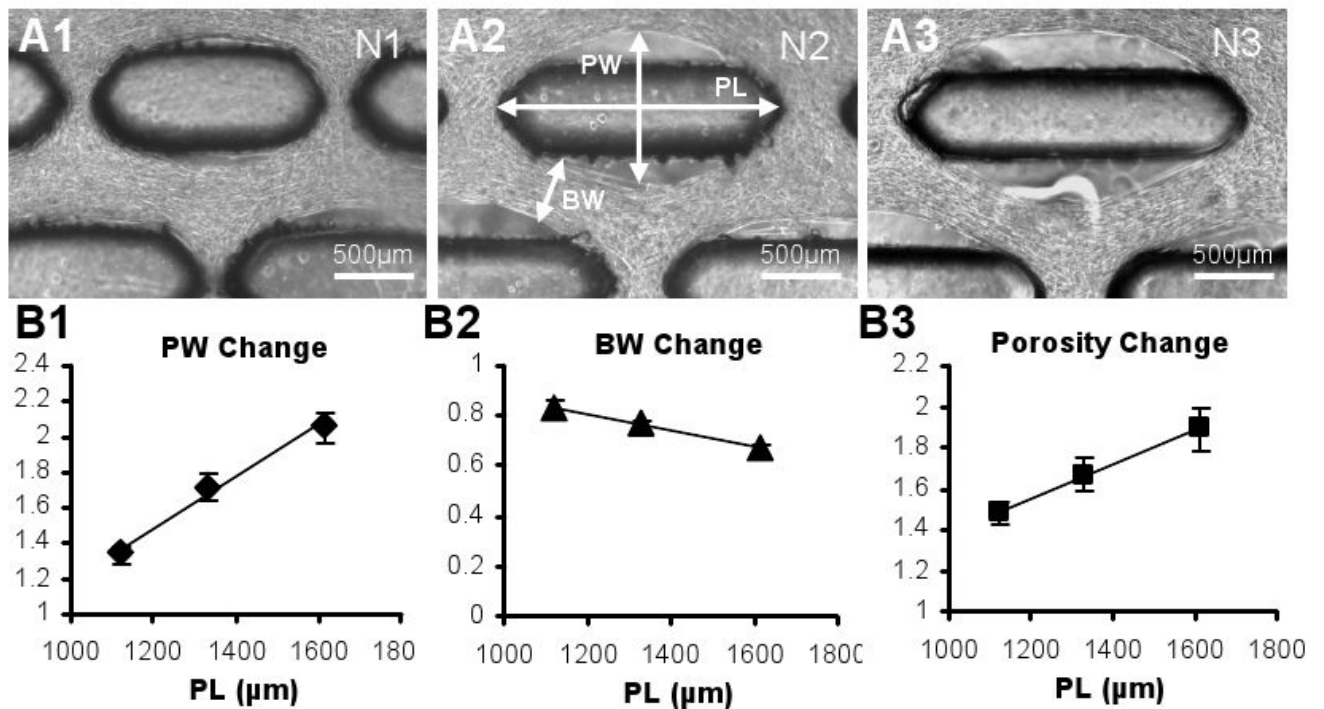 A1 N1
A2 N2
A3 N3
PW
PL
BW
500µm
500µm
500µm
B1
PW Change
2.4
2.2
2
1.8
1.6
1.4
1.2
1
1000 1200 1400 1600 180
PL (µm)
B2
BW Change
1
0.8
0.6
0.4
0.2
0
1000 1200 1400 1600 1800
PL (µm)
B3
Porosity Change
2.2
2
1.8
1.6
1.4
1.2
1
1000 1200 1400 1600 1800
PL (µm)